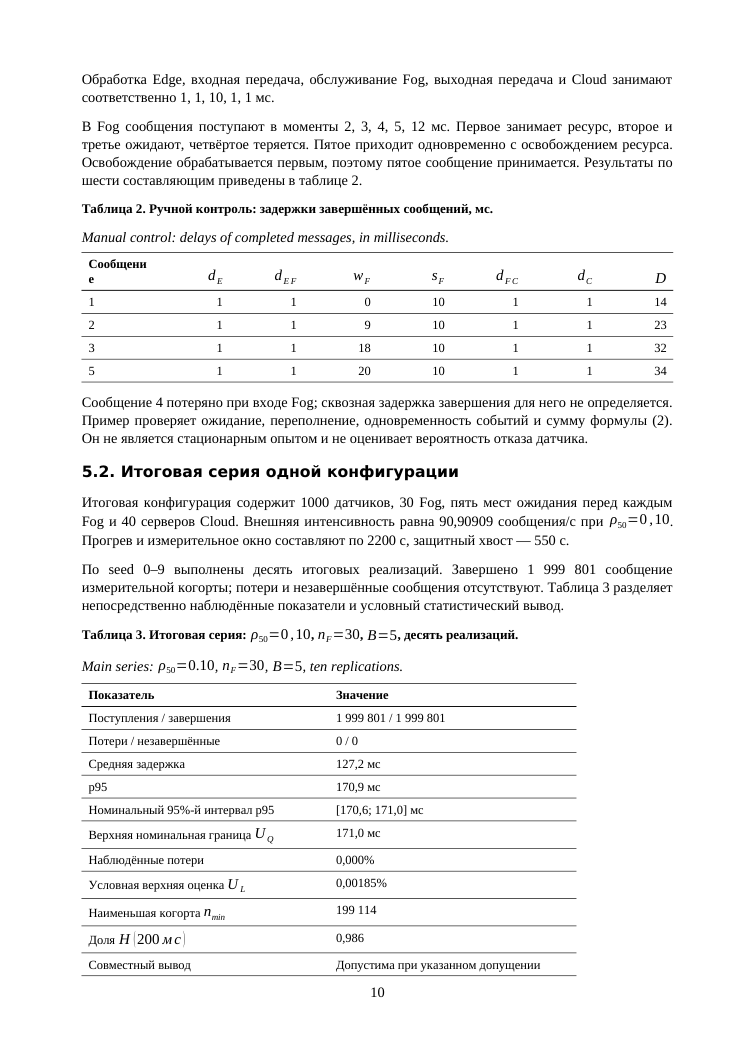 Обработка Edge, входная передача, обслуживание Fog, выходная передача и Cloud занимают
соответственно 1, 1, 10, 1, 1 мс.
В Fog сообщения поступают в моменты 2, 3, 4, 5, 12 мс. Первое занимает ресурс, второе и
третье ожидают, четвёртое теряется. Пятое приходит одновременно с освобождением ресурса.
Освобождение обрабатывается первым, поэтому пятое сообщение принимается. Результаты по
шести составляющим приведены в таблице 2.
Таблица 2. Ручной контроль: задержки завершённых сообщений, мс.
Manual control: delays of completed messages, in milliseconds.
Сообщени
е d_E d_EF w_F s_F d_FC d_C D
1 1 1 0 10 1 1 14
2 1 1 9 10 1 1 23
3 1 1 18 10 1 1 32
5 1 1 20 10 1 1 34
Сообщение 4 потеряно при входе Fog; сквозная задержка завершения для него не определяется.
Пример проверяет ожидание, переполнение, одновременность событий и сумму формулы (2).
Он не является стационарным опытом и не оценивает вероятность отказа датчика.
5.2. Итоговая серия одной конфигурации
Итоговая конфигурация содержит 1000 датчиков, 30 Fog, пять мест ожидания перед каждым
Fog и 40 серверов Cloud. Внешняя интенсивность равна 90,90909 сообщения/с при ρ_50=0,10.
Прогрев и измерительное окно составляют по 2200 с, защитный хвост — 550 с.
По seed 0–9 выполнены десять итоговых реализаций. Завершено 1 999 801 сообщение
измерительной когорты; потери и незавершённые сообщения отсутствуют. Таблица 3 разделяет
непосредственно наблюдённые показатели и условный статистический вывод.
Таблица 3. Итоговая серия: ρ_50=0,10, n_F=30, B=5, десять реализаций.
Main series: ρ_50=0.10, n_F=30, B=5, ten replications.
Показатель Значение
Поступления / завершения 1 999 801 / 1 999 801
Потери / незавершённые 0 / 0
Средняя задержка 127,2 мс
p95 170,9 мс
Номинальный 95%-й интервал p95 [170,6; 171,0] мс
Верхняя номинальная граница U_Q 171,0 мс
Наблюдённые потери 0,000%
Условная верхняя оценка U_L 0,00185%
Наименьшая когорта n_min 199 114
Доля H(200 мс) 0,986
Совместный вывод Допустима при указанном допущении
10